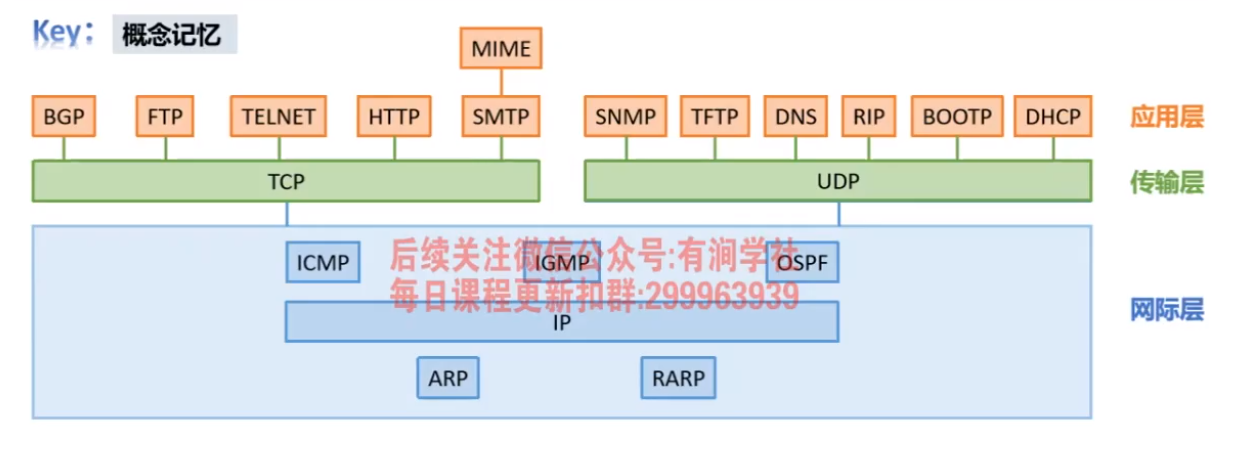 Key： 概念记忆
MIME
BGP FTP TELNET HTTP SMTP SNMP TFTP DNS RIP BOOTP DHCP 应用层
TCP UDP 传输层
ICMP IGMP OSPF
后续关注微信公众号:有涧学社
每日课程更新扣群:299963939
IP 网际层
ARP RARP